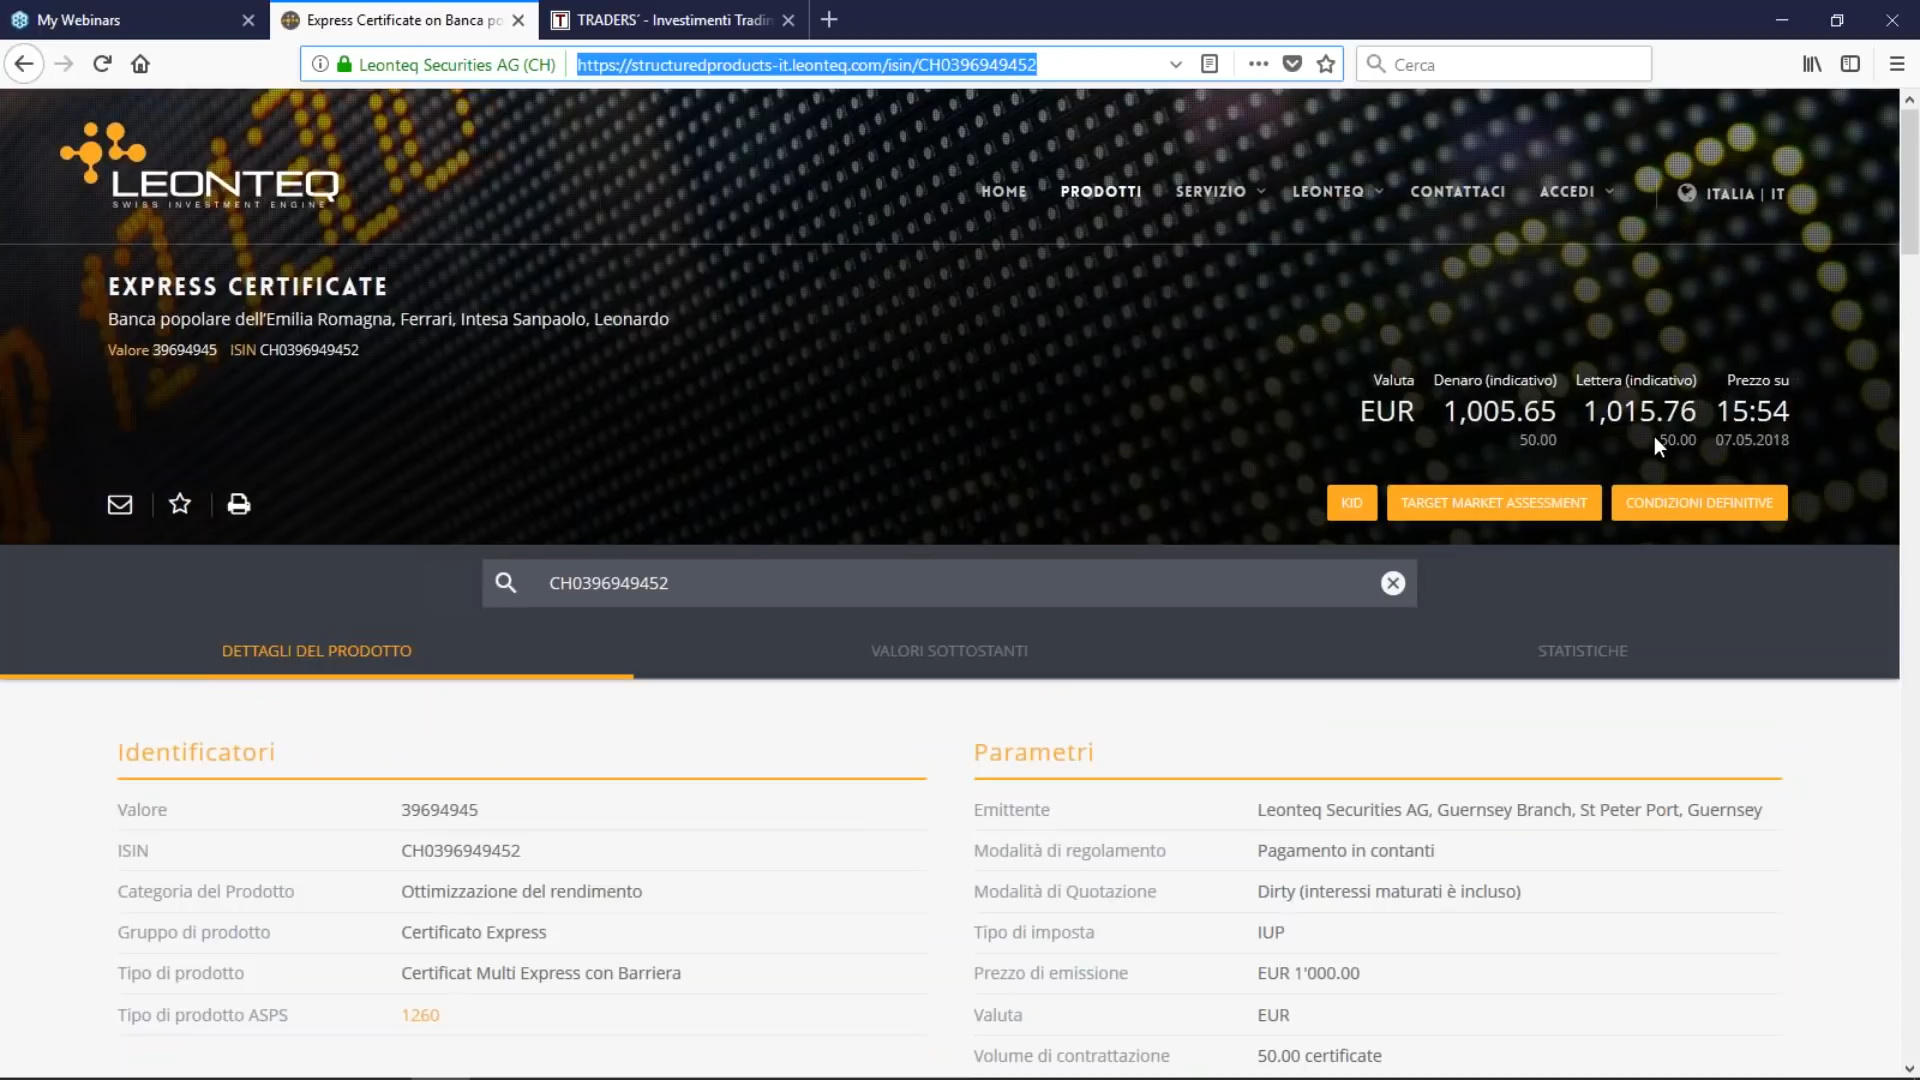 My Webinars
Express Certificate on Banca po
TRADERS´ - Investimenti Tradin
Leonteq Securities AG (CH)
https://structuredproducts-it.leonteq.com/isin/CH0396949452
Cerca
LEONTEQ
SWISS INVESTMENT ENGINE
HOME
PRODOTTI
SERVIZIO
LEONTEQ
CONTATTACI
ACCEDI
ITALIA | IT
EXPRESS CERTIFICATE
Banca popolare dell'Emilia Romagna, Ferrari, Intesa Sanpaolo, Leonardo
Valore 39694945 ISIN CH0396949452
Valuta Denaro (indicativo) Lettera (indicativo) Prezzo su
EUR 1,005.65 1,015.76 15:54
50.00 50.00 07.05.2018
KID
TARGET MARKET ASSESSMENT
CONDIZIONI DEFINITIVE
CH0396949452
DETTAGLI DEL PRODOTTO
VALORI SOTTOSTANTI
STATISTICHE
Identificatori
Valore 39694945
ISIN CH0396949452
Categoria del Prodotto Ottimizzazione del rendimento
Gruppo di prodotto Certificato Express
Tipo di prodotto Certificat Multi Express con Barriera
Tipo di prodotto ASPS 1260
Parametri
Emittente Leonteq Securities AG, Guernsey Branch, St Peter Port, Guernsey
Modalità di regolamento Pagamento in contanti
Modalità di Quotazione Dirty (interessi maturati è incluso)
Tipo di imposta IUP
Prezzo di emissione EUR 1'000.00
Valuta EUR
Volume di contrattazione 50.00 certificate